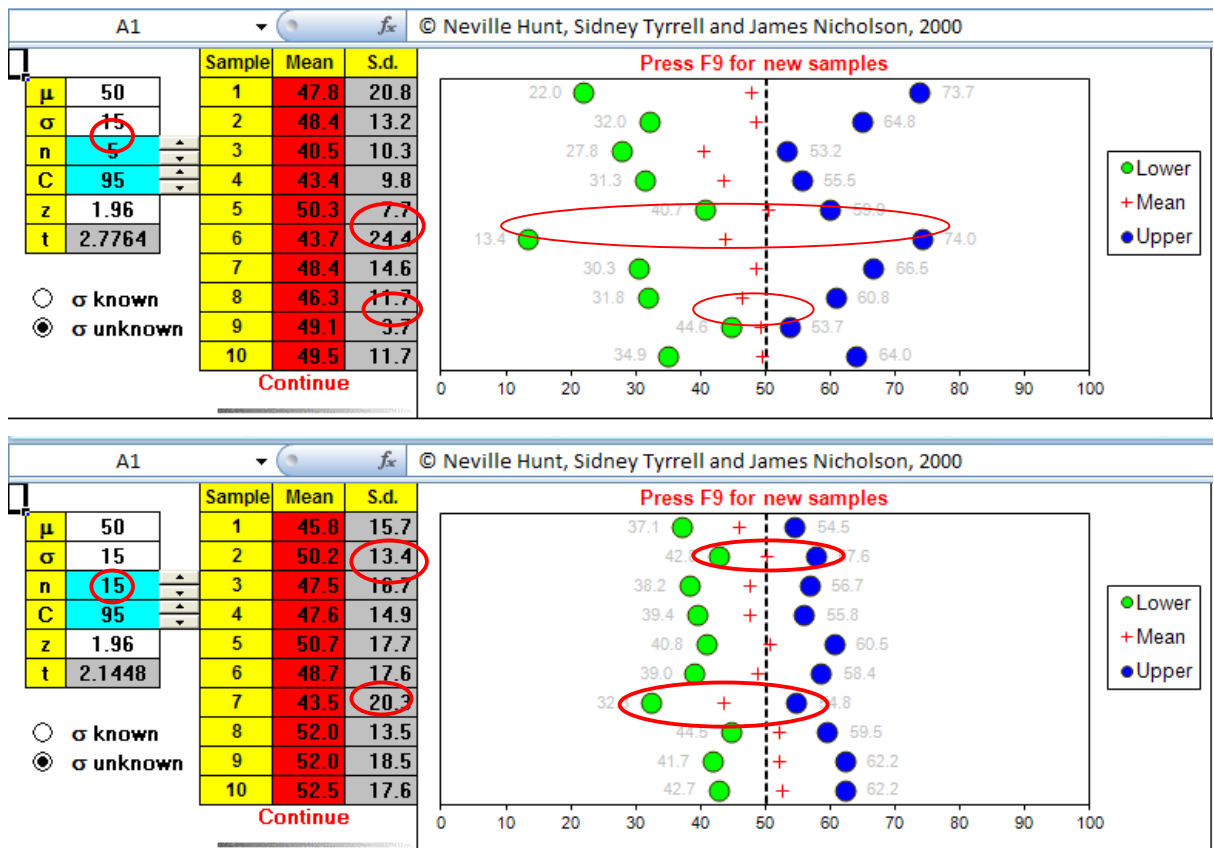 A1 fx © Neville Hunt, Sidney Tyrrell and James Nicholson, 2000
Sample Mean S.d. Press F9 for new samples
μ 50 1 47.8 20.8 22.0 73.7
σ 15 2 48.4 13.2 32.0 64.8
n 5 3 40.5 10.3 27.8 53.2
C 95 4 43.4 9.8 31.3 55.5
z 1.96 5 50.3 7.7 40.7 59.9
t 2.7764 6 43.7 24.4 13.4 74.0
7 48.4 14.6 30.3 66.5
σ known 8 46.3 11.7 31.8 60.8
σ unknown 9 49.1 3.7 44.6 53.7
10 49.5 11.7 34.9 64.0
Lower
Mean
Upper
Continue 0 10 20 30 40 50 60 70 80 90 100
A1 fx © Neville Hunt, Sidney Tyrrell and James Nicholson, 2000
Sample Mean S.d. Press F9 for new samples
μ 50 1 45.8 15.7 37.1 54.5
σ 15 2 50.2 13.4 57.6
n 15 3 47.5 16.7 38.2 56.7
C 95 4 47.6 14.9 39.4 55.8
z 1.96 5 50.7 17.7 40.8 60.5
t 2.1448 6 48.7 17.6 39.0 58.4
7 43.5 20.3 54.8
σ known 8 52.0 13.5 44.5 59.5
σ unknown 9 52.0 18.5 41.7 62.2
10 52.5 17.6 42.7 62.2
Lower
Mean
Upper
Continue 0 10 20 30 40 50 60 70 80 90 100